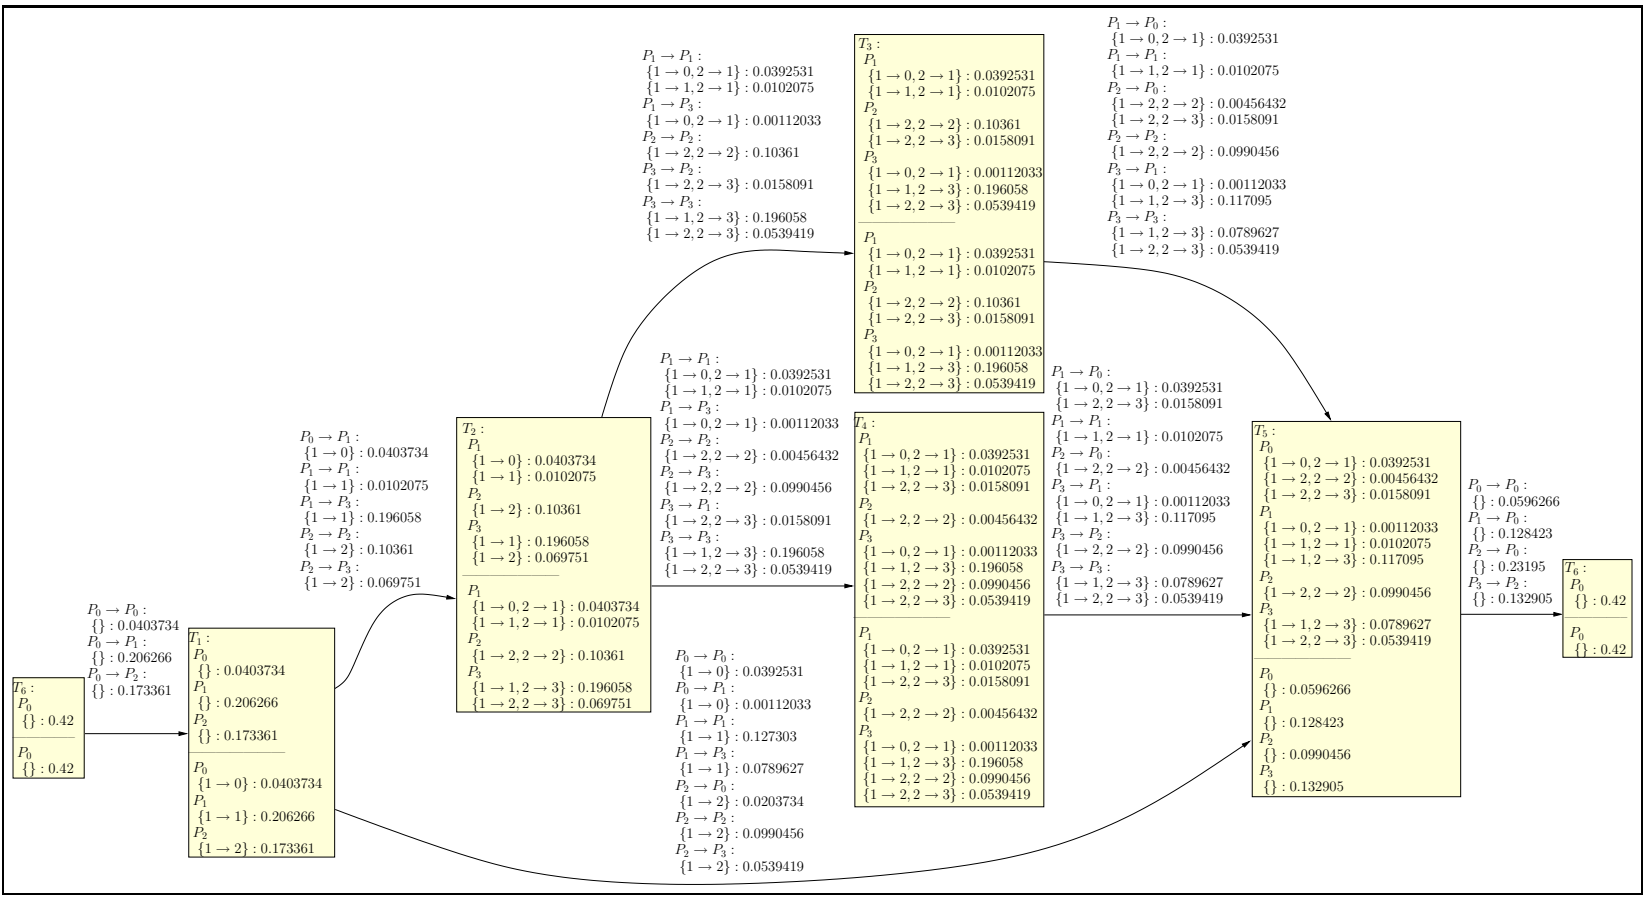 T6 :
P0
{} : 0.42
P0
{} : 0.42
P0 → P0 :
{} : 0.0403734
P0 → P1 :
{} : 0.206266
P0 → P2 :
{} : 0.173361
T1 :
P0
{} : 0.0403734
P1
{} : 0.206266
P2
{} : 0.173361
P0
{1 → 0} : 0.0403734
P1
{1 → 1} : 0.206266
P2
{1 → 2} : 0.173361
P0 → P1 :
{1 → 0} : 0.0403734
P1 → P1 :
{1 → 1} : 0.0102075
P1 → P3 :
{1 → 1} : 0.196058
P2 → P2 :
{1 → 2} : 0.10361
P2 → P3 :
{1 → 2} : 0.069751
T2 :
P1
{1 → 0} : 0.0403734
{1 → 1} : 0.0102075
P2
{1 → 2} : 0.10361
P3
{1 → 1} : 0.196058
{1 → 2} : 0.069751
P1
{1 → 0, 2 → 1} : 0.0403734
{1 → 1, 2 → 1} : 0.0102075
P2
{1 → 2, 2 → 2} : 0.10361
P3
{1 → 1, 2 → 3} : 0.196058
{1 → 2, 2 → 3} : 0.069751
P1 → P1 :
{1 → 0, 2 → 1} : 0.0392531
{1 → 1, 2 → 1} : 0.0102075
P1 → P3 :
{1 → 0, 2 → 1} : 0.00112033
P2 → P2 :
{1 → 2, 2 → 2} : 0.10361
P3 → P2 :
{1 → 2, 2 → 3} : 0.0158091
P3 → P3 :
{1 → 1, 2 → 3} : 0.196058
{1 → 2, 2 → 3} : 0.0539419
T3 :
P1
{1 → 0, 2 → 1} : 0.0392531
{1 → 1, 2 → 1} : 0.0102075
P2
{1 → 2, 2 → 2} : 0.10361
{1 → 2, 2 → 3} : 0.0158091
P3
{1 → 0, 2 → 1} : 0.00112033
{1 → 1, 2 → 3} : 0.196058
{1 → 2, 2 → 3} : 0.0539419
P1
{1 → 0, 2 → 1} : 0.0392531
{1 → 1, 2 → 1} : 0.0102075
P2
{1 → 2, 2 → 2} : 0.10361
{1 → 2, 2 → 3} : 0.0158091
P3
{1 → 0, 2 → 1} : 0.00112033
{1 → 1, 2 → 3} : 0.196058
{1 → 2, 2 → 3} : 0.0539419
P1 → P0 :
{1 → 0, 2 → 1} : 0.0392531
P1 → P1 :
{1 → 1, 2 → 1} : 0.0102075
P2 → P0 :
{1 → 2, 2 → 2} : 0.00456432
{1 → 2, 2 → 3} : 0.0158091
P2 → P2 :
{1 → 2, 2 → 2} : 0.0990456
P3 → P1 :
{1 → 0, 2 → 1} : 0.00112033
{1 → 1, 2 → 3} : 0.117095
P3 → P3 :
{1 → 1, 2 → 3} : 0.0789627
{1 → 2, 2 → 3} : 0.0539419
P1 → P1 :
{1 → 0, 2 → 1} : 0.0392531
{1 → 1, 2 → 1} : 0.0102075
P1 → P3 :
{1 → 0, 2 → 1} : 0.00112033
P2 → P2 :
{1 → 2, 2 → 2} : 0.00456432
P2 → P3 :
{1 → 2, 2 → 2} : 0.0990456
P3 → P1 :
{1 → 2, 2 → 3} : 0.0158091
P3 → P3 :
{1 → 1, 2 → 3} : 0.196058
{1 → 2, 2 → 3} : 0.0539419
T4 :
P1
{1 → 0, 2 → 1} : 0.0392531
{1 → 1, 2 → 1} : 0.0102075
{1 → 2, 2 → 3} : 0.0158091
P2
{1 → 2, 2 → 2} : 0.00456432
P3
{1 → 0, 2 → 1} : 0.00112033
{1 → 1, 2 → 3} : 0.196058
{1 → 2, 2 → 2} : 0.0990456
{1 → 2, 2 → 3} : 0.0539419
P1
{1 → 0, 2 → 1} : 0.0392531
{1 → 1, 2 → 1} : 0.0102075
{1 → 2, 2 → 3} : 0.0158091
P2
{1 → 2, 2 → 2} : 0.00456432
P3
{1 → 0, 2 → 1} : 0.00112033
{1 → 1, 2 → 3} : 0.196058
{1 → 2, 2 → 2} : 0.0990456
{1 → 2, 2 → 3} : 0.0539419
P1 → P0 :
{1 → 0, 2 → 1} : 0.0392531
{1 → 2, 2 → 3} : 0.0158091
P1 → P1 :
{1 → 1, 2 → 1} : 0.0102075
P2 → P0 :
{1 → 2, 2 → 2} : 0.00456432
P3 → P1 :
{1 → 0, 2 → 1} : 0.00112033
{1 → 1, 2 → 3} : 0.117095
P3 → P2 :
{1 → 2, 2 → 2} : 0.0990456
P3 → P3 :
{1 → 1, 2 → 3} : 0.0789627
{1 → 2, 2 → 3} : 0.0539419
P0 → P0 :
{1 → 0} : 0.0392531
P0 → P1 :
{1 → 0} : 0.00112033
P1 → P1 :
{1 → 1} : 0.127303
P1 → P3 :
{1 → 1} : 0.0789627
P2 → P0 :
{1 → 2} : 0.0203734
P2 → P2 :
{1 → 2} : 0.0990456
P2 → P3 :
{1 → 2} : 0.0539419
T5 :
P0
{1 → 0, 2 → 1} : 0.0392531
{1 → 2, 2 → 2} : 0.00456432
{1 → 2, 2 → 3} : 0.0158091
P1
{1 → 0, 2 → 1} : 0.00112033
{1 → 1, 2 → 1} : 0.0102075
{1 → 1, 2 → 3} : 0.117095
P2
{1 → 2, 2 → 2} : 0.0990456
P3
{1 → 1, 2 → 3} : 0.0789627
{1 → 2, 2 → 3} : 0.0539419
P0
{} : 0.0596266
P1
{} : 0.128423
P2
{} : 0.0990456
P3
{} : 0.132905
P0 → P0 :
{} : 0.0596266
P1 → P0 :
{} : 0.128423
P2 → P0 :
{} : 0.23195
P3 → P2 :
{} : 0.132905
T6 :
P0
{} : 0.42
P0
{} : 0.42